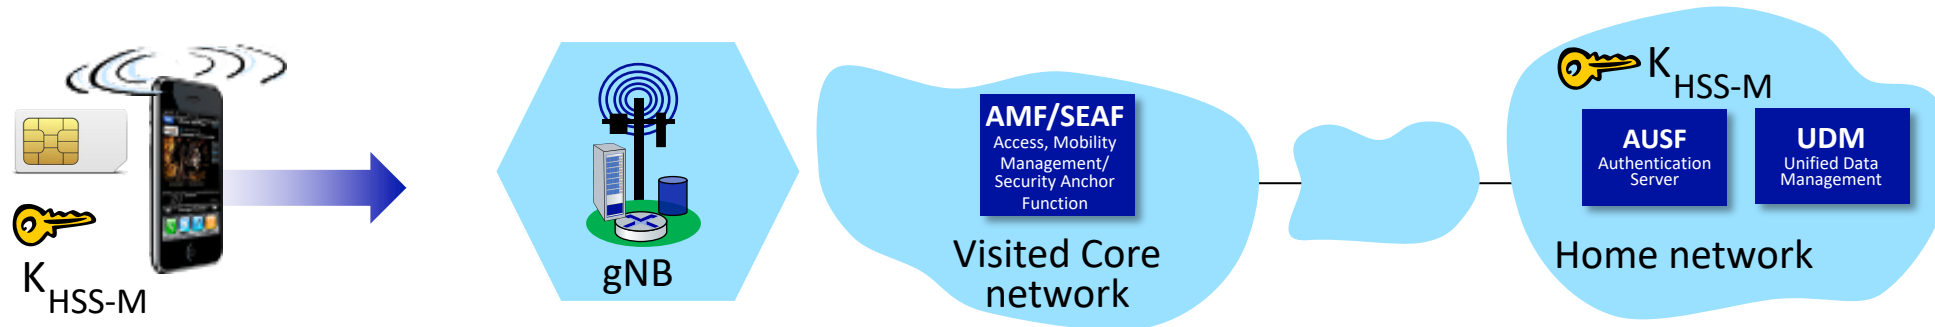 K HSS-M
gNB
AMF/SEAF
Access, Mobility
Management/
Security Anchor
Function
Visited Core
network
K HSS-M
AUSF
Authentication
Server
UDM
Unified Data
Management
Home network